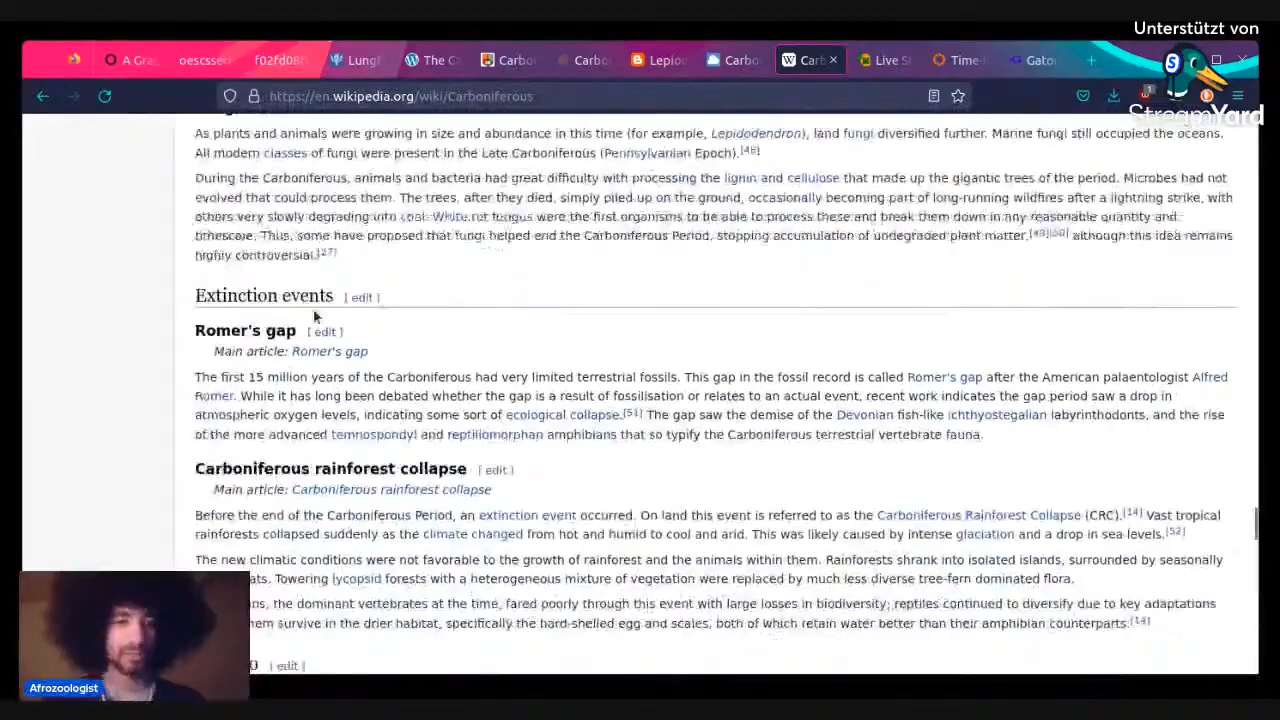 Unterstützt von
StreamYard
A Gra
oescssed
f02fd08b
Lungf
The C
Carbo
Carbo
Lepio
Carbo
Carb
Live S
Time-
Gato
https://en.wikipedia.org/wiki/Carboniferous
As plants and animals were growing in size and abundance in this time (for example, Lepidodendron), land fungi diversified further. Marine fungi still occupied the oceans.
All modern classes of fungi were present in the Late Carboniferous (Pennsylvanian Epoch).[48]
During the Carboniferous, animals and bacteria had great difficulty with processing the lignin and cellulose that made up the gigantic trees of the period. Microbes had not
evolved that could process them. The trees, after they died, simply piled up on the ground, occasionally becoming part of long-running wildfires after a lightning strike, with
others very slowly degrading into coal. White rot fungus were the first organisms to be able to process these and break them down in any reasonable quantity and
timescape. Thus, some have proposed that fungi helped end the Carboniferous Period, stopping accumulation of undegraded plant matter, although this idea remains
highly controversial.[27]
Extinction events [ edit ]
Romer's gap [ edit ]
Main article: Romer's gap
The first 15 million years of the Carboniferous had very limited terrestrial fossils. This gap in the fossil record is called Romer's gap after the American palaentologist Alfred
Romer. While it has long been debated whether the gap is a result of fossilisation or relates to an actual event, recent work indicates the gap period saw a drop in
atmospheric oxygen levels, indicating some sort of ecological collapse.[51] The gap saw the demise of the Devonian fish-like ichthyostegalian labyrinthodonts, and the rise
of the more advanced temnospondyl and reptiliomorphan amphibians that so typify the Carboniferous terrestrial vertebrate fauna.
Carboniferous rainforest collapse [ edit ]
Main article: Carboniferous rainforest collapse
Before the end of the Carboniferous Period, an extinction event occurred. On land this event is referred to as the Carboniferous Rainforest Collapse (CRC).[14] Vast tropical
rainforests collapsed suddenly as the climate changed from hot and humid to cool and arid. This was likely caused by intense glaciation and a drop in sea levels.[52]
The new climatic conditions were not favorable to the growth of rainforest and the animals within them. Rainforests shrank into isolated islands, surrounded by seasonally
ats. Towering lycopsid forests with a heterogeneous mixture of vegetation were replaced by much less diverse tree-fern dominated flora.
ns, the dominant vertebrates at the time, fared poorly through this event with large losses in biodiversity; reptiles continued to diversify due to key adaptations
hem survive in the drier habitat, specifically the hard-shelled egg and scales, both of which retain water better than their amphibian counterparts.[14]
[ edit ]
Afrozoologist